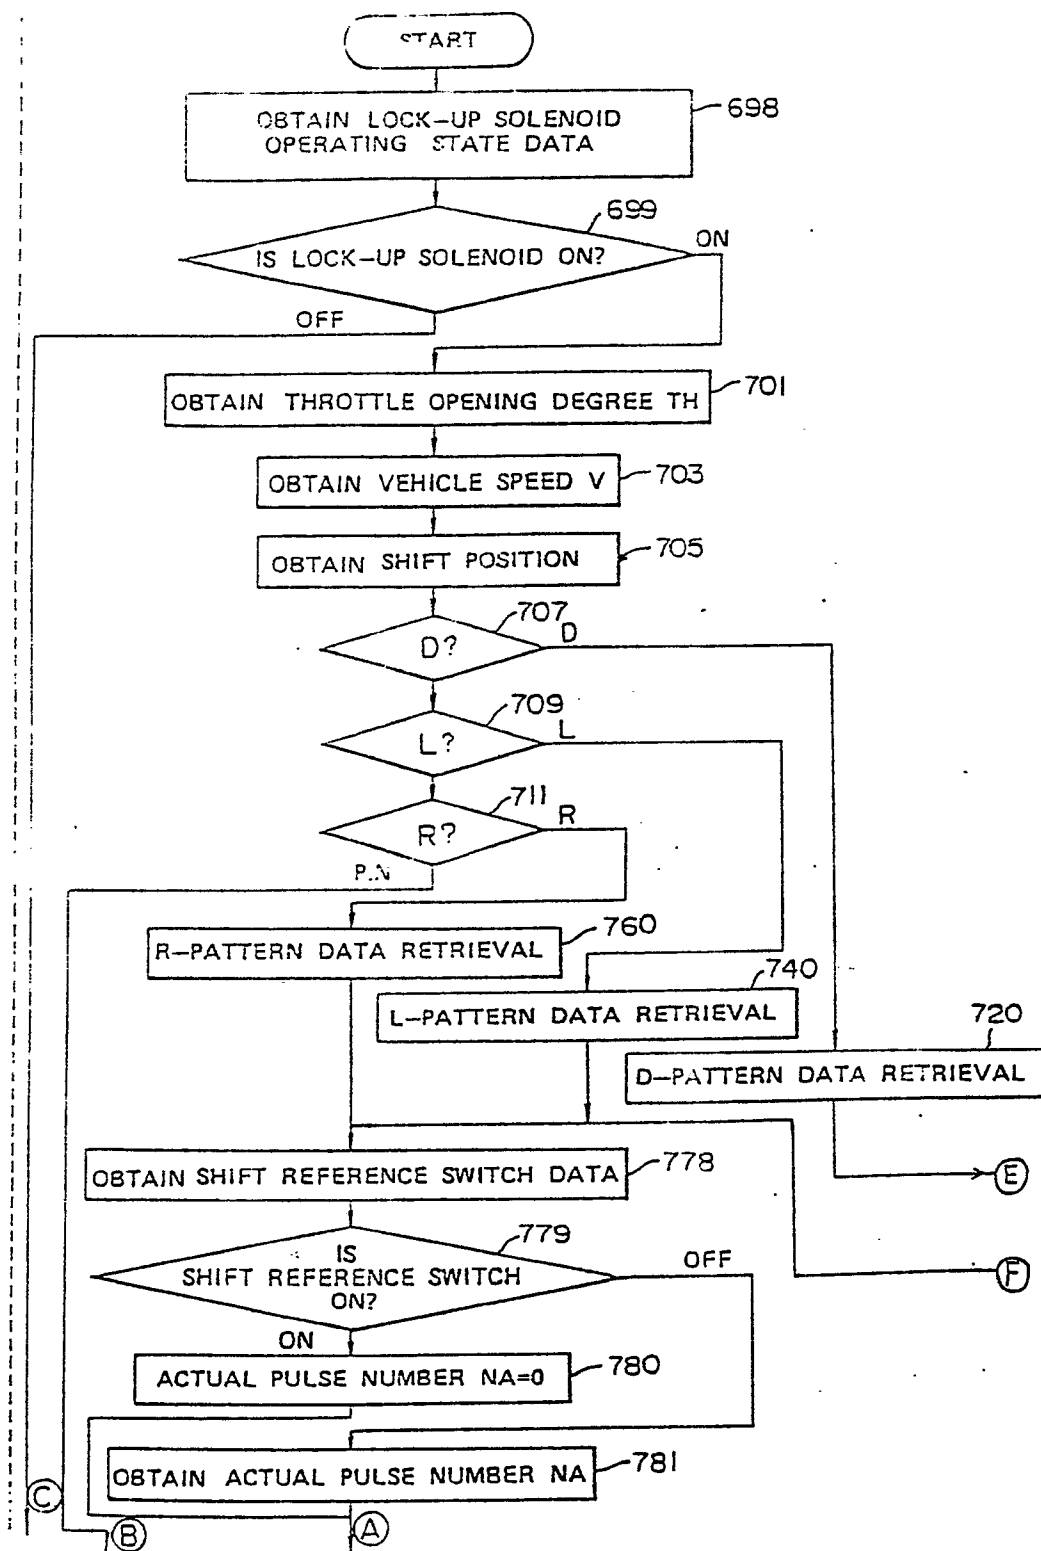 START
698
OBTAIN LOCK-UP SOLENOID
OPERATING STATE DATA
699
IS LOCK-UP SOLENOID ON?
ON
OFF
701
OBTAIN THROTTLE OPENING DEGREE TH
703
OBTAIN VEHICLE SPEED V
705
OBTAIN SHIFT POSITION
707
D?
D
709
L?
L
711
R?
R
P.N
760
R-PATTERN DATA RETRIEVAL
740
L-PATTERN DATA RETRIEVAL
720
D-PATTERN DATA RETRIEVAL
778
OBTAIN SHIFT REFERENCE SWITCH DATA
E
779
IS
SHIFT REFERENCE SWITCH
ON?
OFF
F
ON
780
ACTUAL PULSE NUMBER NA=0
781
OBTAIN ACTUAL PULSE NUMBER NA
C
B
A